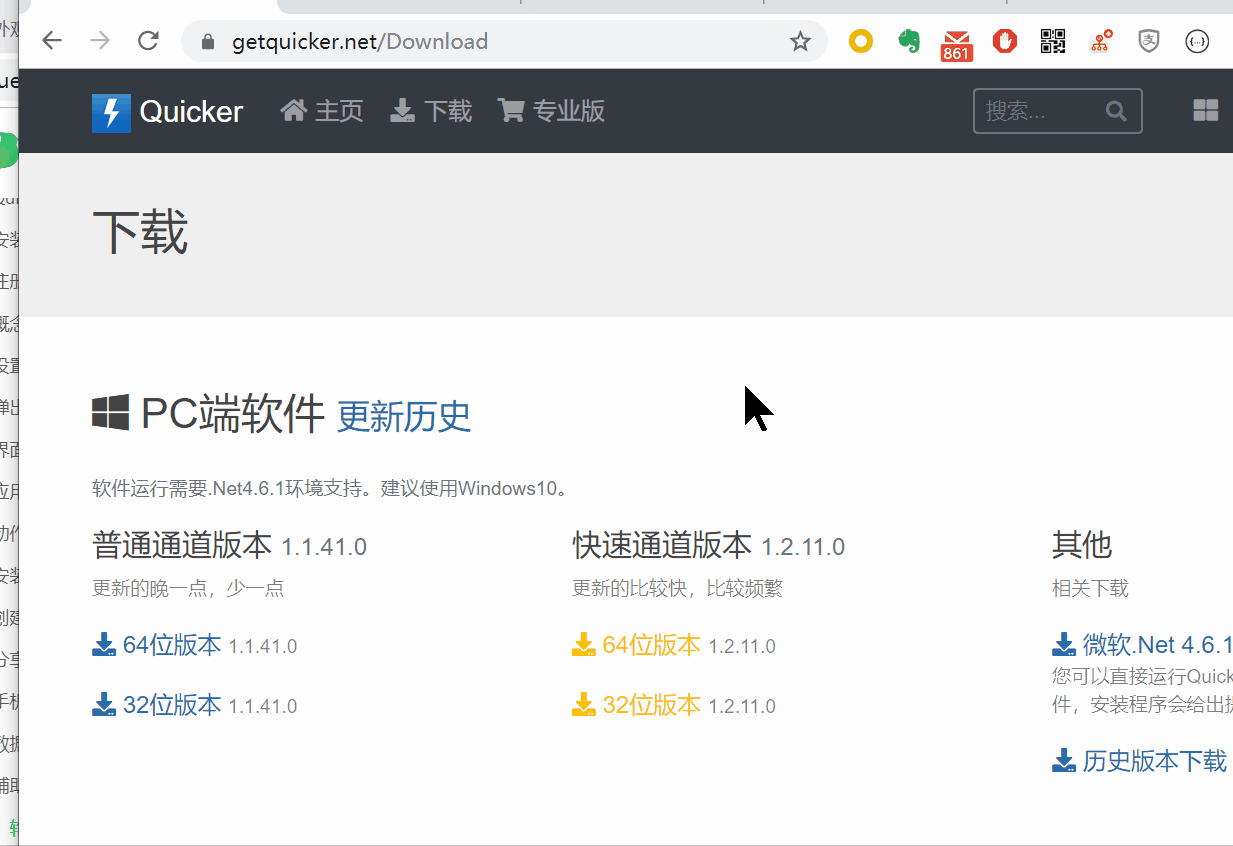 getquicker.net/Download
861
Quicker 主页 下载 专业版 搜索...
下载
PC端软件 更新历史
软件运行需要.Net4.6.1环境支持。建议使用Windows10。
普通通道版本 1.1.41.0
更新的晚一点，少一点
64位版本 1.1.41.0
32位版本 1.1.41.0
快速通道版本 1.2.11.0
更新的比较快，比较频繁
64位版本 1.2.11.0
32位版本 1.2.11.0
其他
相关下载
微软.Net 4.6.1
您可以直接运行Quick
件，安装程序会给出
历史版本下载